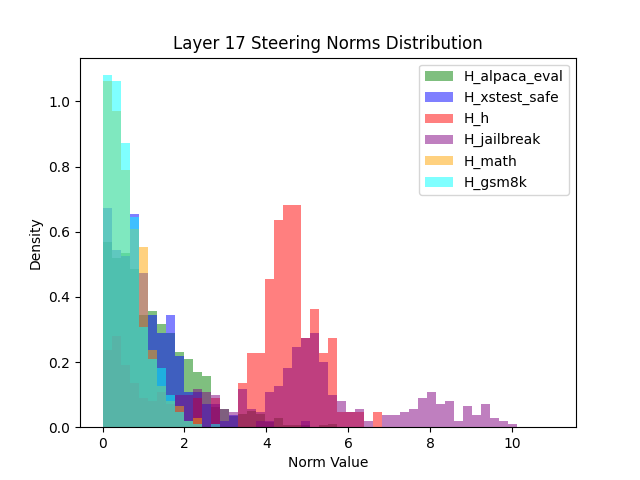 Layer 17 Steering Norms Distribution
H_alpaca_eval
H_xstest_safe
H_h
H_jailbreak
H_math
H_gsm8k
Density
1.0
0.8
0.6
0.4
0.2
0.0
0 2 4 6 8 10
Norm Value